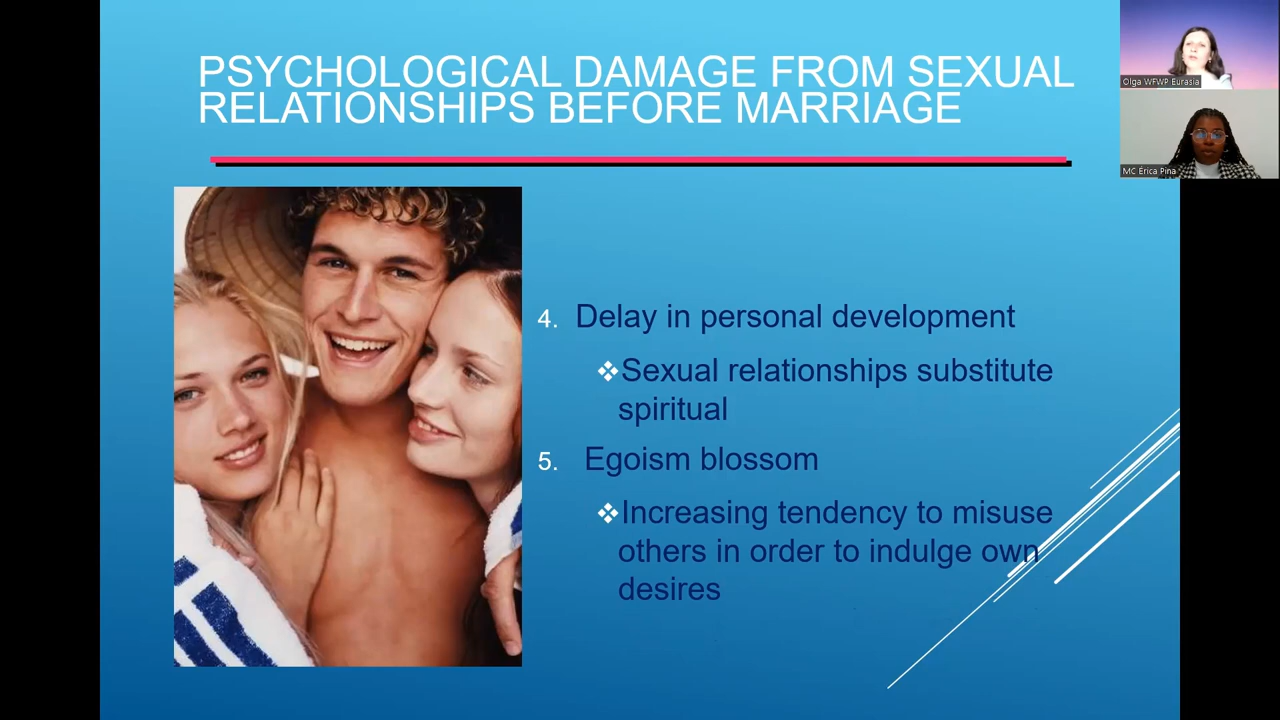 PSYCHOLOGICAL DAMAGE FROM SEXUAL
RELATIONSHIPS BEFORE MARRIAGE
Olga WFWP Eurasia
MC Érica Pina
4. Delay in personal development
❖Sexual relationships substitute
spiritual
5. Egoism blossom
❖Increasing tendency to misuse
others in order to indulge own
desires